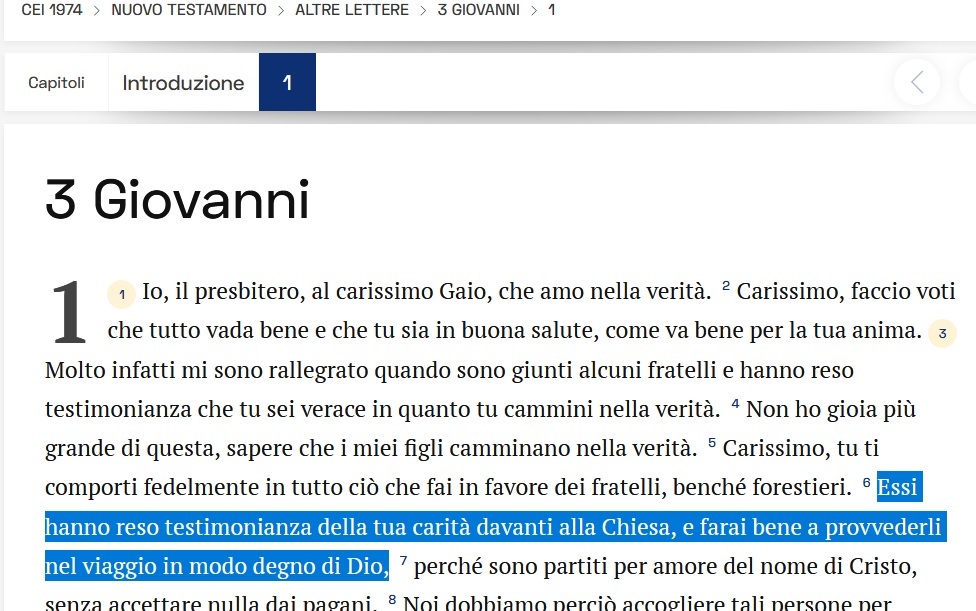 CEI 1974 > NUOVO TESTAMENTO > ALTRE LETTERE > 3 GIOVANNI > 1
Capitoli Introduzione 1
3 Giovanni
1 1 Io, il presbitero, al carissimo Gaio, che amo nella verità. 2 Carissimo, faccio voti
che tutto vada bene e che tu sia in buona salute, come va bene per la tua anima. 3
Molto infatti mi sono rallegrato quando sono giunti alcuni fratelli e hanno reso
testimonianza che tu sei verace in quanto tu cammini nella verità. 4 Non ho gioia più
grande di questa, sapere che i miei figli camminano nella verità. 5 Carissimo, tu ti
comporti fedelmente in tutto ciò che fai in favore dei fratelli, benché forestieri. 6 Essi
hanno reso testimonianza della tua carità davanti alla Chiesa, e farai bene a provvederli
nel viaggio in modo degno di Dio, 7 perché sono partiti per amore del nome di Cristo,
senza accettare nulla dai pagani. 8 Noi dobbiamo perciò accogliere tali persone per